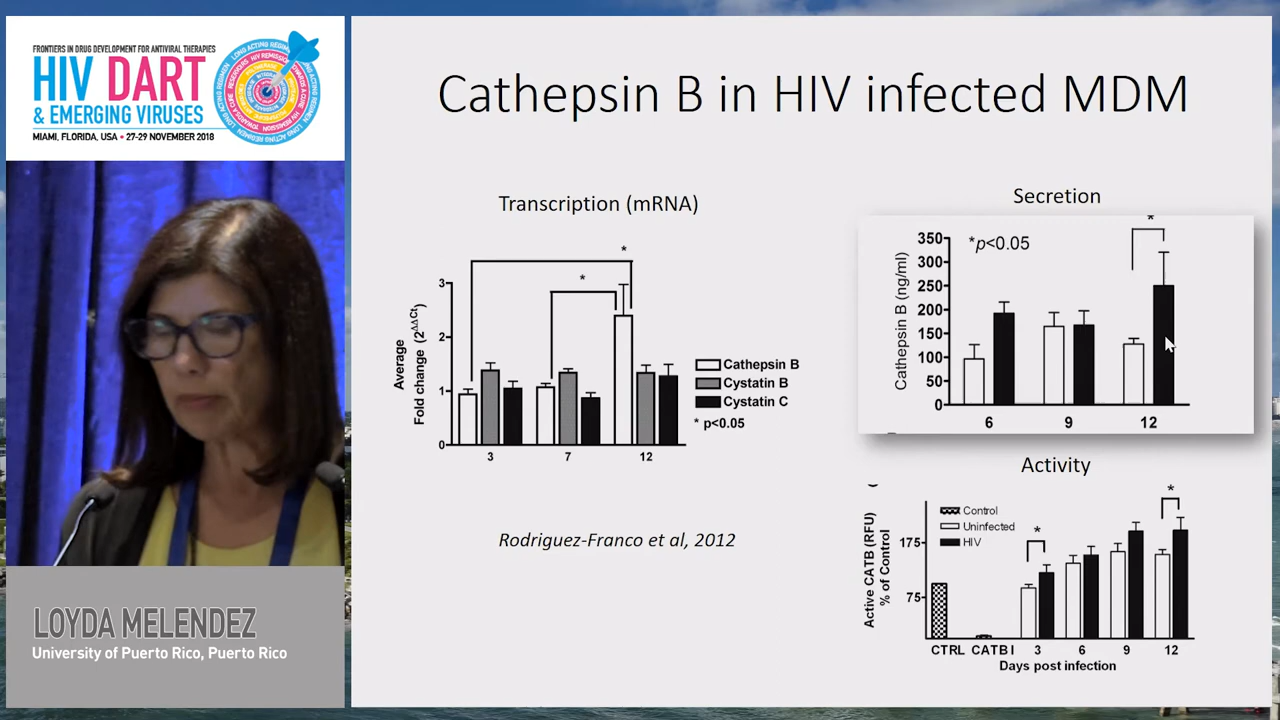 FRONTIERS IN DRUG DEVELOPMENT FOR ANTIVIRAL THERAPIES
HIV DART
& EMERGING VIRUSES
MIAMI, FLORIDA, USA • 27-29 NOVEMBER 2018
LOYDA MELENDEZ
University of Puerto Rico, Puerto Rico
Cathepsin B in HIV infected MDM
Transcription (mRNA)
*
*
Average
Fold change (2ΔΔCt)
3
2
1
0
3 7 12
Cathepsin B
Cystatin B
Cystatin C
* p<0.05
Rodriguez-Franco et al, 2012
Secretion
*
*p<0.05
Cathepsin B (ng/ml)
350
300
250
200
150
100
50
0
6 9 12
Activity
Active CATB (RFU)
% of Control
175
75
Control
Uninfected
HIV
*
*
CTRL CATB I 3 6 9 12
Days post infection